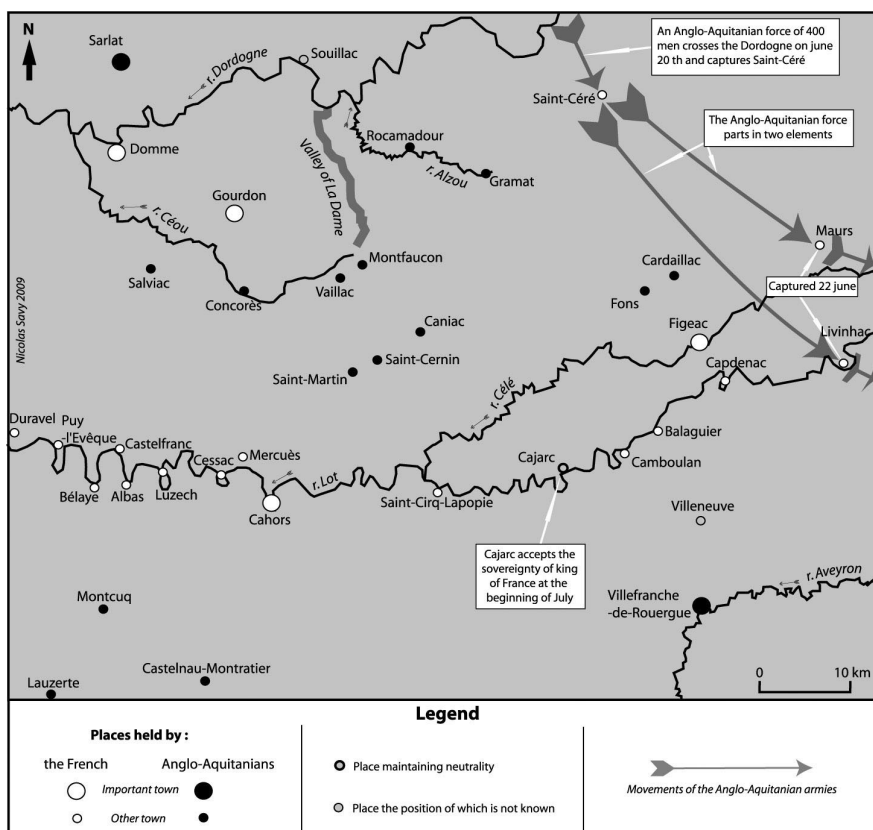 N
Sarlat
Souillac
r. Dordogne
An Anglo-Aquitanian force of 400
men crosses the Dordogne on june
20 th and captures Saint-Céré
Saint-Céré
The Anglo-Aquitanian force
parts in two elements
Domme
Rocamadour
Valley of La Dame
r. Alzou
Gramat
Gourdon
r. Céou
Maurs
Montfaucon
Salviac
Concorès
Vaillac
Cardaillac
Fons
Captured 22 june
Nicolas Savy 2009
Caniac
Figeac
Livinhac
Saint-Cernin
Saint-Martin
Capdenac
r. Célé
Duravel
Puy
-l'Evêque
Castelfranc
Cessac
Mercuès
Balaguier
Cajarc
Camboulan
Bélaye
Albas
Luzech
r. Lot
Cahors
Saint-Cirq-Lapopie
Villeneuve
Cajarc accepts the
sovereignty of king
of France at the
beginning of July
r. Aveyron
Montcuq
Villefranche
-de-Rouergue
Castelnau-Montratier
Lauzerte
0 10 km
Legend
Places held by :
the French Anglo-Aquitanians
Important town
Other town
Place maintaining neutrality
Place the position of which is not known
Movements of the Anglo-Aquitanian armies